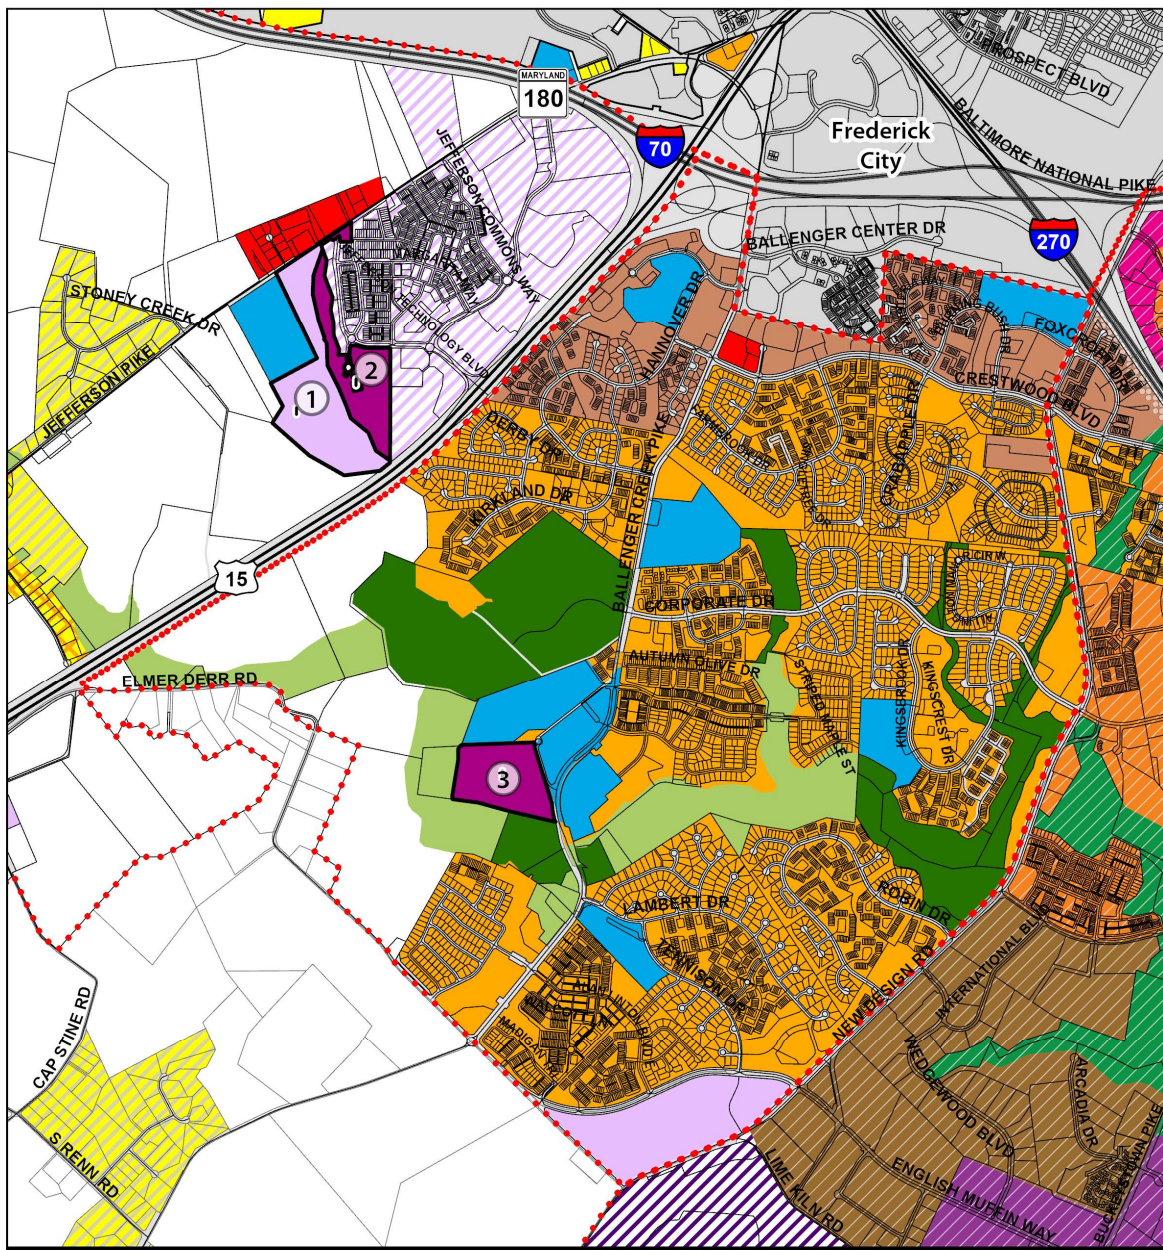 PROSPECT BLVD
MARYLAND
180
Frederick
City
70
BALTIMORE NATIONAL PIKE
JEFFERSON COMMONS WAY
270
BALLENGER CENTER DR
STONEY CREEK DR
TECHNOLOGY BLVD
HANNOVER DR
FOXCROFT DR
JEFFERSON PIKE
2
1
CRESTWOOD BLVD
DERBY DR
KIRKLAND DR
BALLENGER CREEK PIKE
15
CORPORATE DR
AUTUMN OLIVE DR
STRIPED MAPLE ST
KINGSBROOK DR
KINGSCREST DR
ELMER DERR RD
3
LAMBERT DR
ROBIN DR
TENNISON DR
NEW DESIGN RD
INTERNATIONAL BLVD
CAP STINE RD
WEDGEWOOD BLVD
ARCADIA DR
S RENN RD
LIME KILN RD
ENGLISH MUFFIN WAY
BUCKEYSTOWN PIKE